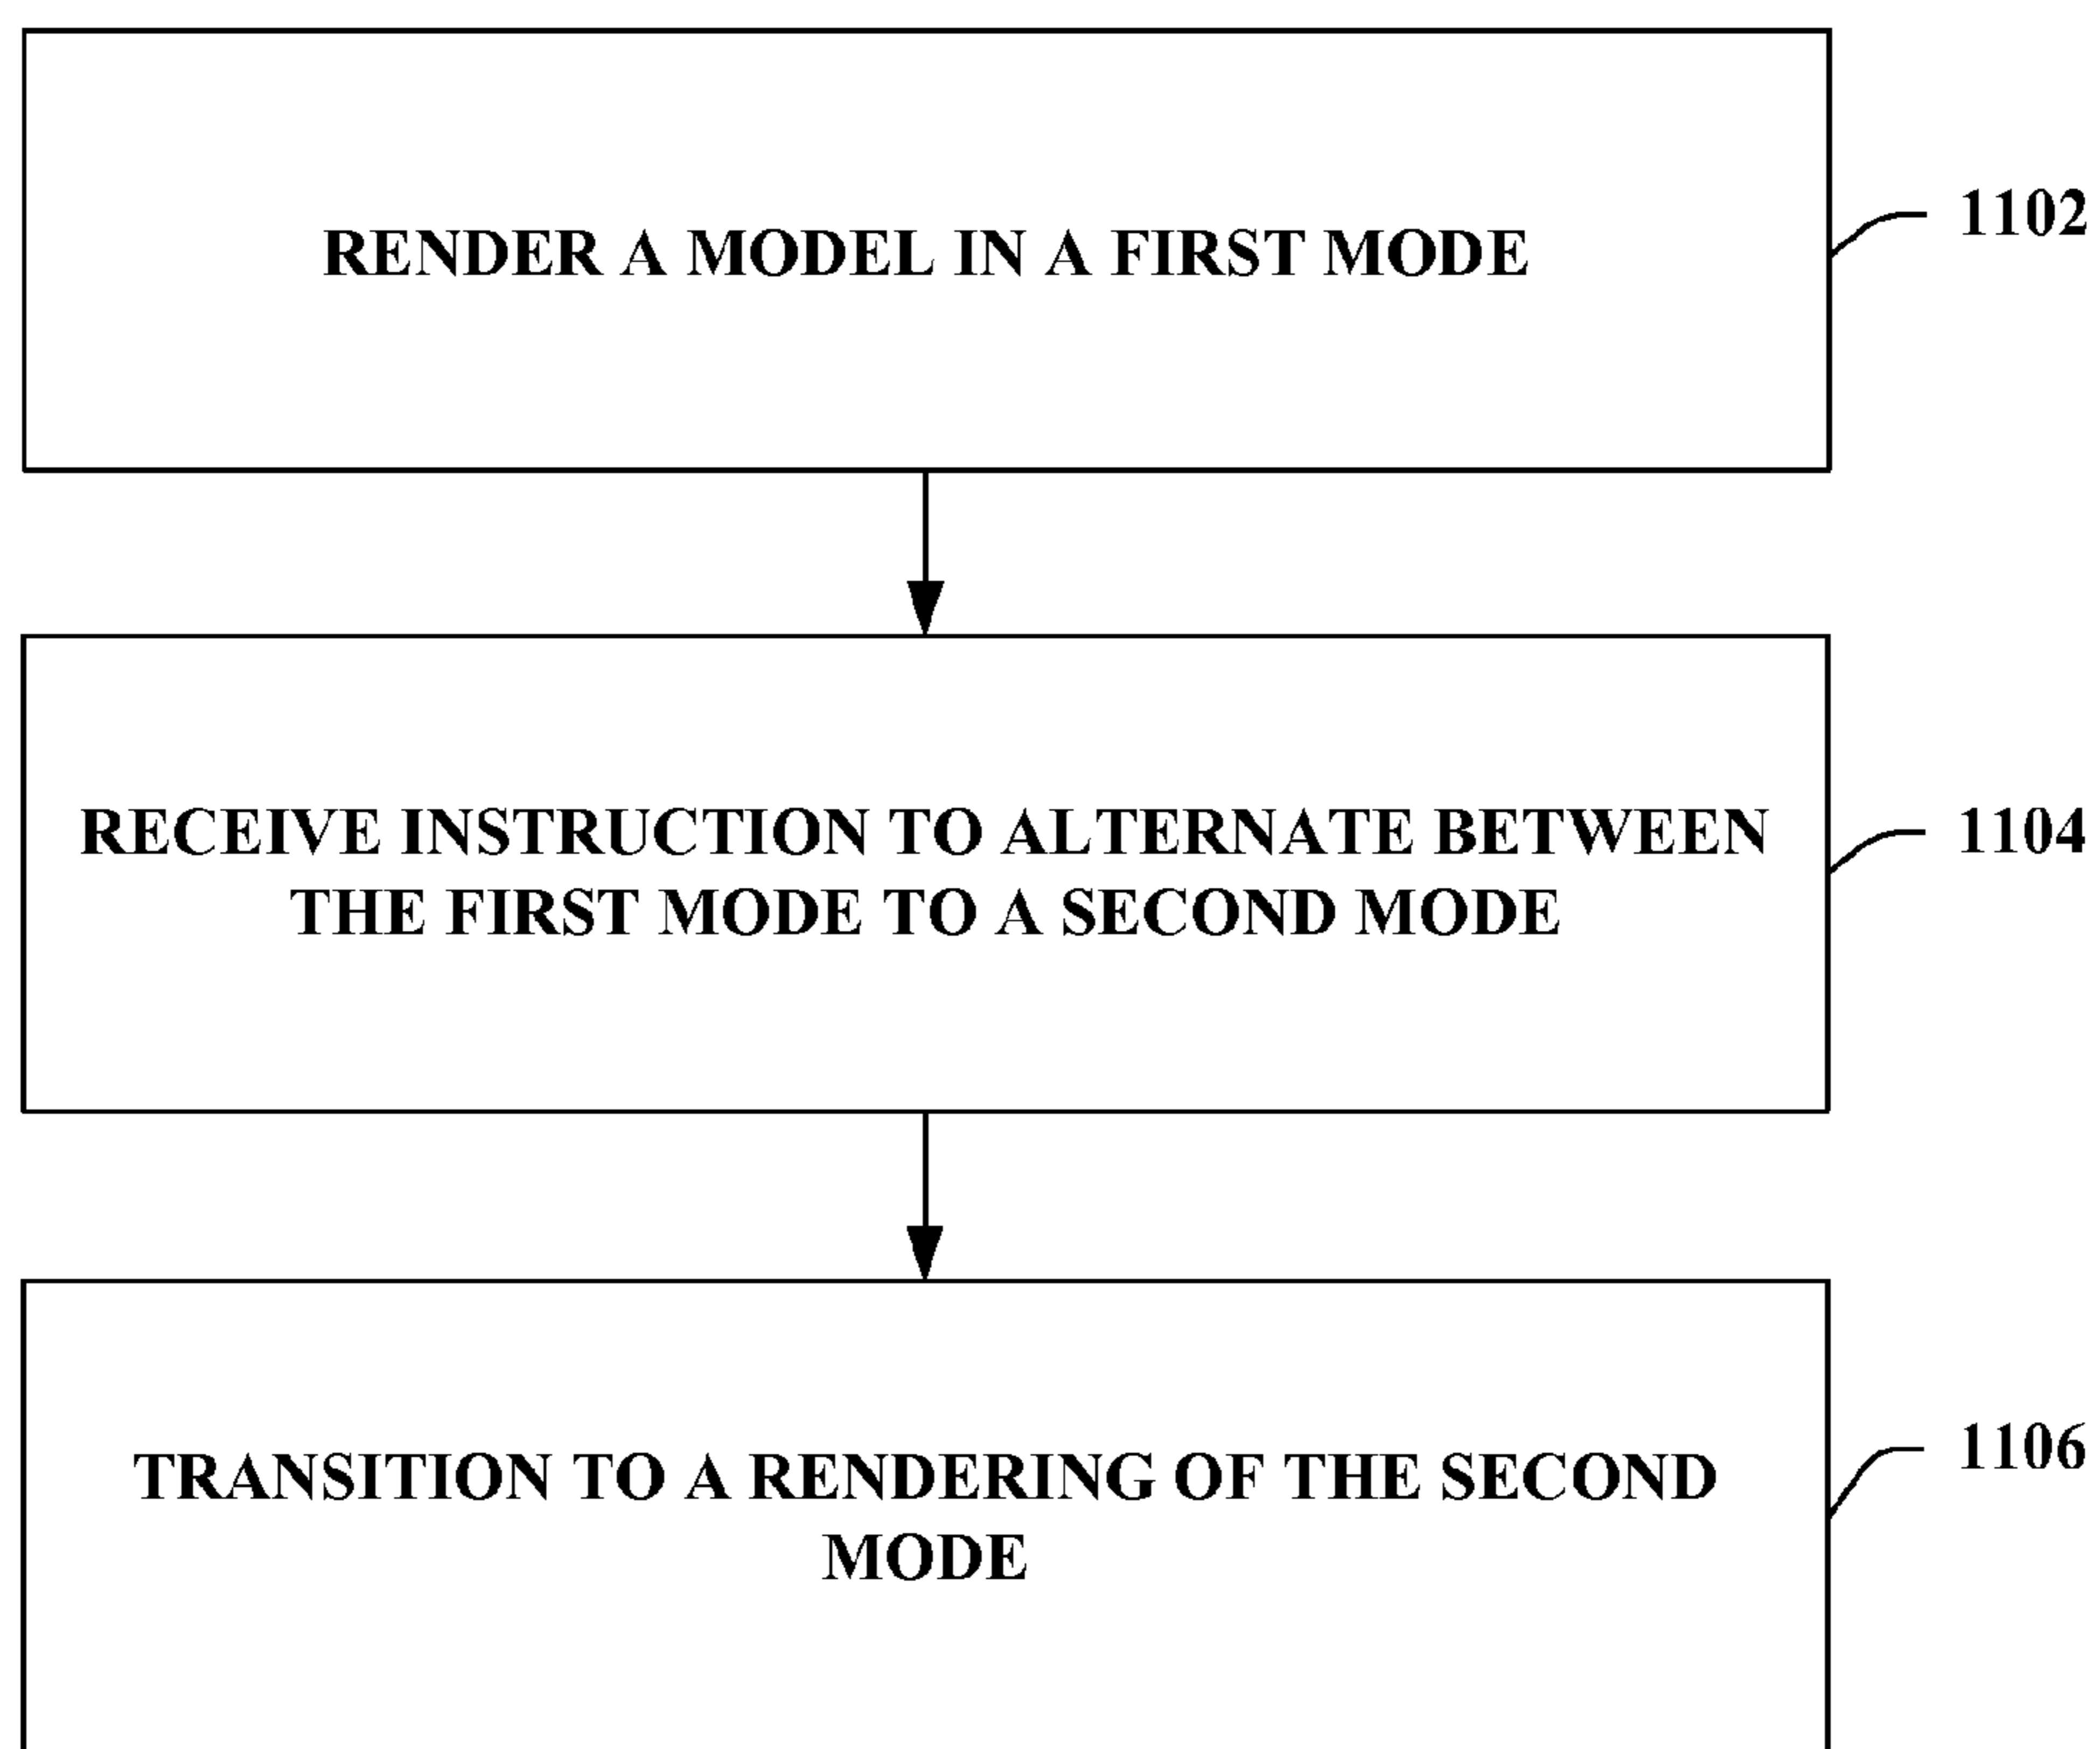 RENDER A MODEL IN A FIRST MODE
1102
RECEIVE INSTRUCTION TO ALTERNATE BETWEEN
THE FIRST MODE TO A SECOND MODE
1104
TRANSITION TO A RENDERING OF THE SECOND
MODE
1106